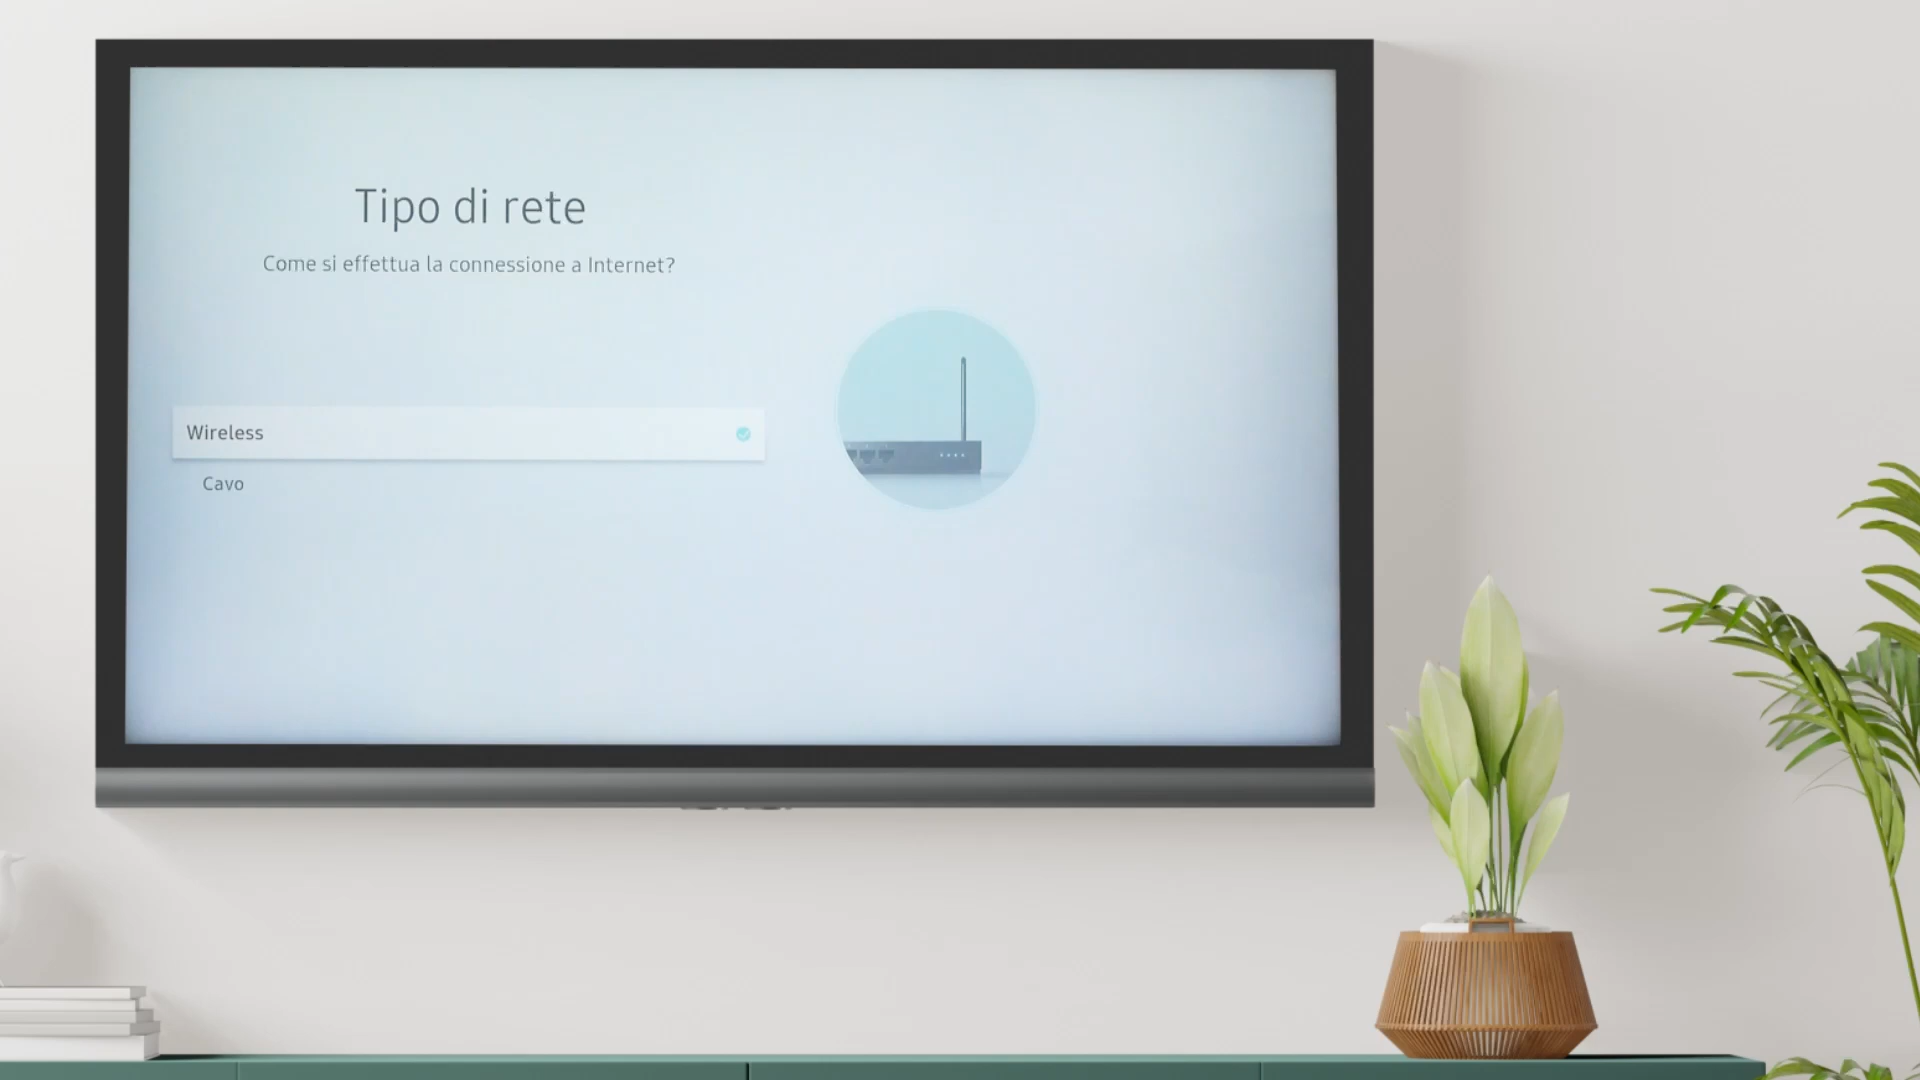 Tipo di rete
Come si effettua la connessione a Internet?
Wireless
Cavo